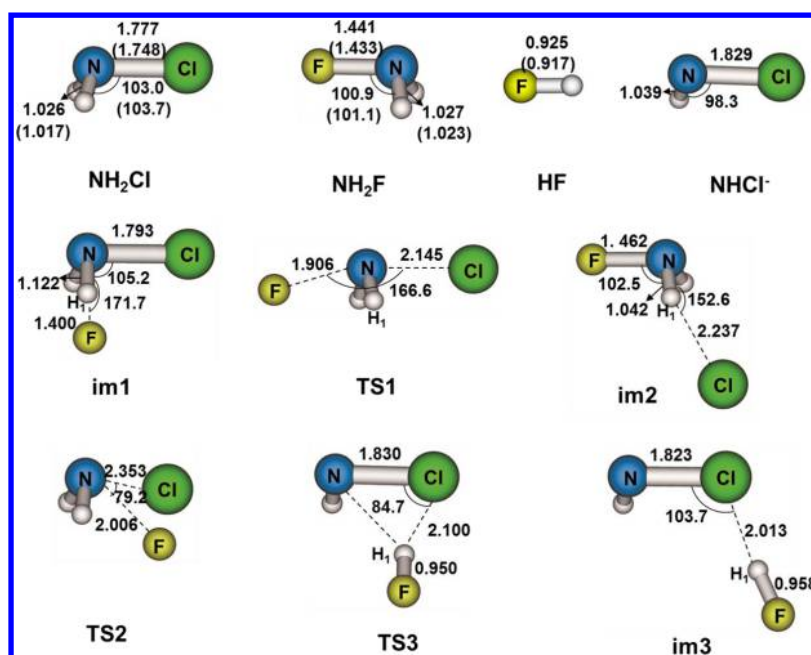 1.777
(1.748)
N
Cl
103.0
(103.7)
1.026
(1.017)
NH2Cl
1.441
(1.433)
F
N
100.9
(101.1)
1.027
(1.023)
NH2F
0.925
(0.917)
F
HF
1.829
N
Cl
1.039
98.3
NHCl-
1.793
N
Cl
1.122
105.2
H1
171.7
1.400
F
im1
1.906
N
2.145
Cl
F
166.6
H1
TS1
1. 462
F
N
102.5
152.6
1.042
H1
2.237
Cl
im2
N
2.353
Cl
79.2
2.006
F
TS2
1.830
N
Cl
84.7
2.100
H1
0.950
F
TS3
1.823
N
Cl
103.7
2.013
H1
0.958
F
im3